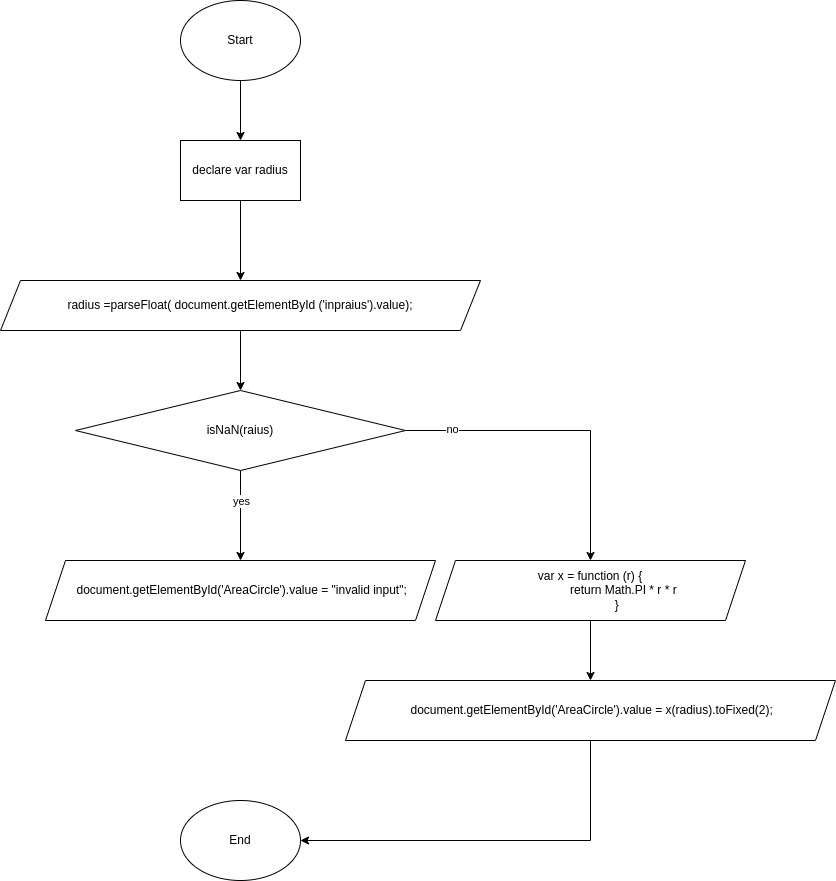 Start
declare var radius
radius =parseFloat( document.getElementById ('inpraius').value);
isNaN(raius)
no
yes
document.getElementById('AreaCircle').value = "invalid input";
var x = function (r) {
return Math.PI * r * r
}
document.getElementById('AreaCircle').value = x(radius).toFixed(2);
End